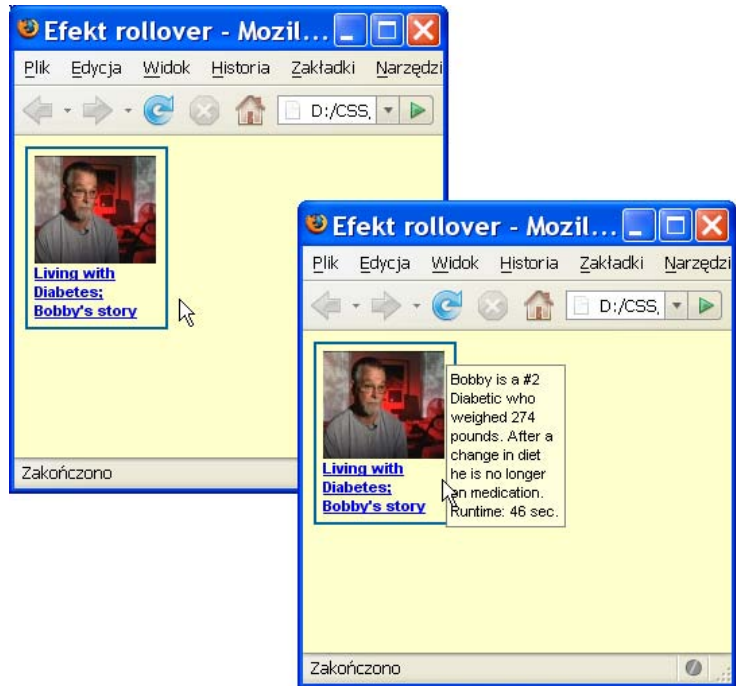 Efekt rollover - Mozil...
Plik Edycja Widok Historia Zakładki Narzędzi
D:/CSS,
Living with
Diabetes;
Bobby's story
Zakończono
Efekt rollover - Mozil...
Plik Edycja Widok Historia Zakładki Narzędzi
D:/CSS,
Living with
Diabetes;
Bobby's story
Bobby is a #2
Diabetic who
weighed 274
pounds. After a
change in diet
he is no longer
an medication.
Runtime: 46 sec.
Zakończono